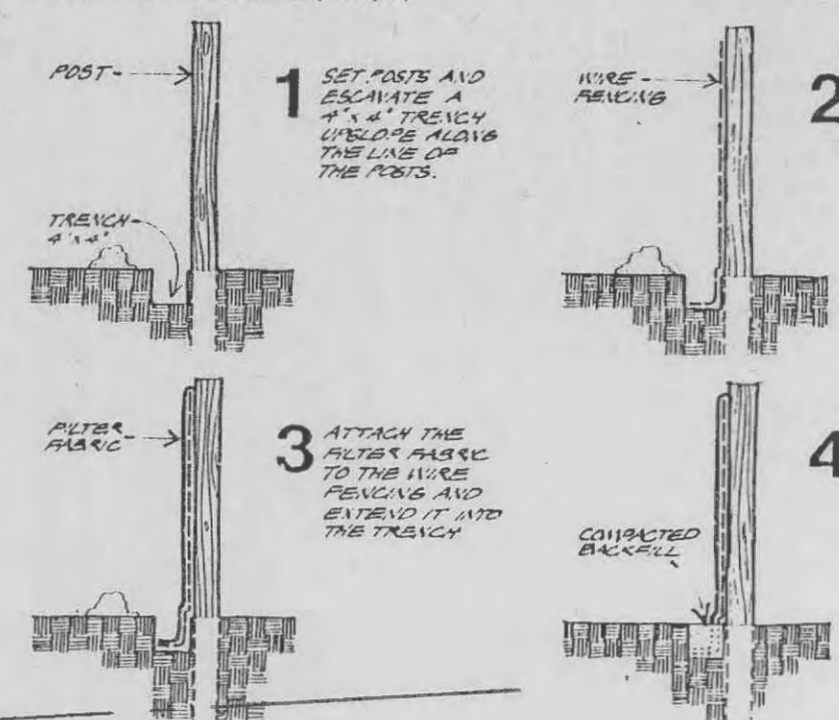 POST
1
SET POSTS AND
ESCAVATE A
4"x4" TRENCH
UPSLOPE ALONG
THE LINE OF
THE POSTS.
TRENCH
4"x4"
WIRE
FENCING
2
FILTER
FABRIC
3
ATTACH THE
FILTER FABRIC
TO THE WIRE
FENCING AND
EXTEND IT INTO
THE TRENCH
4
COMPACTED
BACKFILL